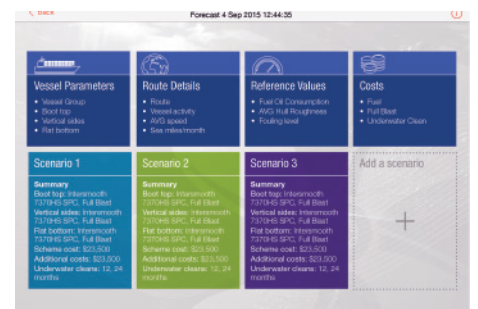 Back
Forecast 4 Sep 2015 12:44:35
Vessel Parameters
• Vessel Group
• Boot top
• Vertical sides
• Flat bottom
Route Details
• Route
• Vessel activity
• AVG speed
• Sea miles/month
Reference Values
• Fuel Oil Consumption
• AVG Hull Roughness
• Fouling level
Costs
• Fuel
• Full Blast
• Underwater Clean
Scenario 1
Summary
Boot top: Intersmooth
7370HS SPC, Full Blast
Vertical sides: Intersmooth
7370HS SPC, Full Blast
Flat bottom: Intersmooth
7370HS SPC, Full Blast
Scheme cost: $23,500
Additional costs: $23,500
Underwater cleans: 12, 24
months
Scenario 2
Summary
Boot top: Intersmooth
7370HS SPC, Full Blast
Vertical sides: Intersmooth
7370HS SPC, Full Blast
Flat bottom: Intersmooth
7370HS SPC, Full Blast
Scheme cost: $23,500
Additional costs: $23,500
Underwater cleans: 12, 24
months
Scenario 3
Summary
Boot top: Intersmooth
7370HS SPC, Full Blast
Vertical sides: Intersmooth
7370HS SPC, Full Blast
Flat bottom: Intersmooth
7370HS SPC, Full Blast
Scheme cost: $23,500
Additional costs: $23,500
Underwater cleans: 12, 24
months
Add a scenario